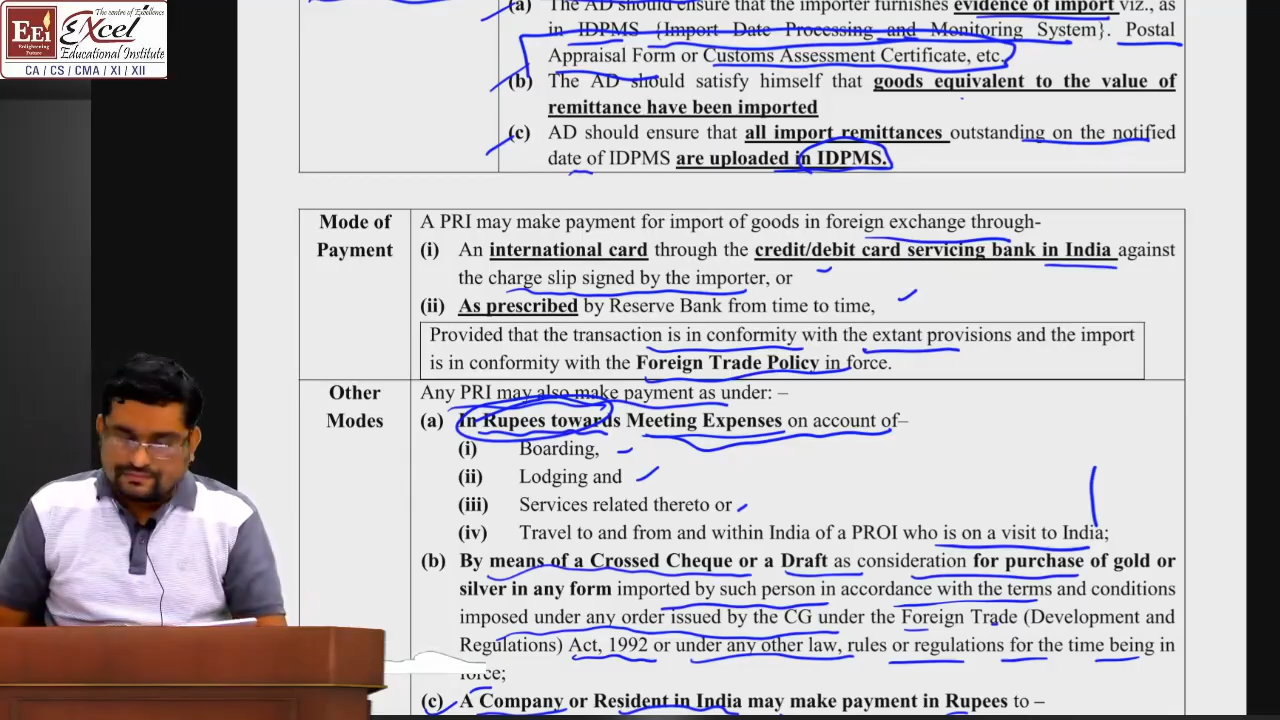 The centre of Excellence
EEi
Enlightening
Future
Excel
Educational Institute
CA / CS / CMA / XI / XII
(a) The AD should ensure that the importer furnishes evidence of import viz., as
in IDPMS {Import Date Processing and Monitoring System}. Postal
Appraisal Form or Customs Assessment Certificate, etc.
(b) The AD should satisfy himself that goods equivalent to the value of
remittance have been imported
(c) AD should ensure that all import remittances outstanding on the notified
date of IDPMS are uploaded in IDPMS.
Mode of
Payment
A PRI may make payment for import of goods in foreign exchange through-
(i) An international card through the credit/debit card servicing bank in India against
the charge slip signed by the importer, or
(ii) As prescribed by Reserve Bank from time to time,
Provided that the transaction is in conformity with the extant provisions and the import
is in conformity with the Foreign Trade Policy in force.
Other
Modes
Any PRI may also make payment as under: –
(a) In Rupees towards Meeting Expenses on account of–
(i) Boarding,
(ii) Lodging and
(iii) Services related thereto or
(iv) Travel to and from and within India of a PROI who is on a visit to India;
(b) By means of a Crossed Cheque or a Draft as consideration for purchase of gold or
silver in any form imported by such person in accordance with the terms and conditions
imposed under any order issued by the CG under the Foreign Trade (Development and
Regulations) Act, 1992 or under any other law, rules or regulations for the time being in
force;
(c) A Company or Resident in India may make payment in Rupees to –